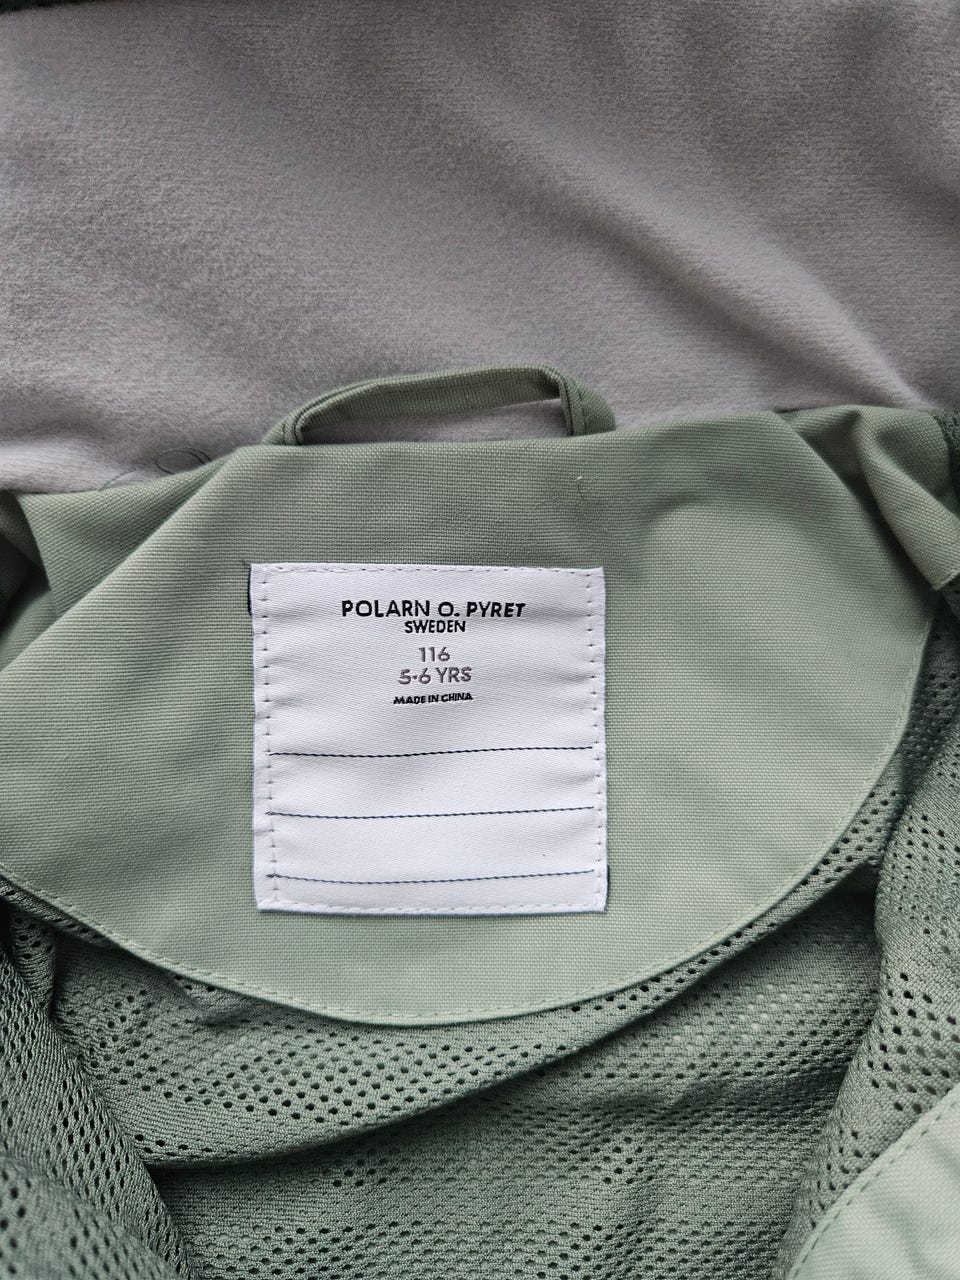 POLARN O. PYRET
SWEDEN
116
5-6 YRS
MADE IN CHINA